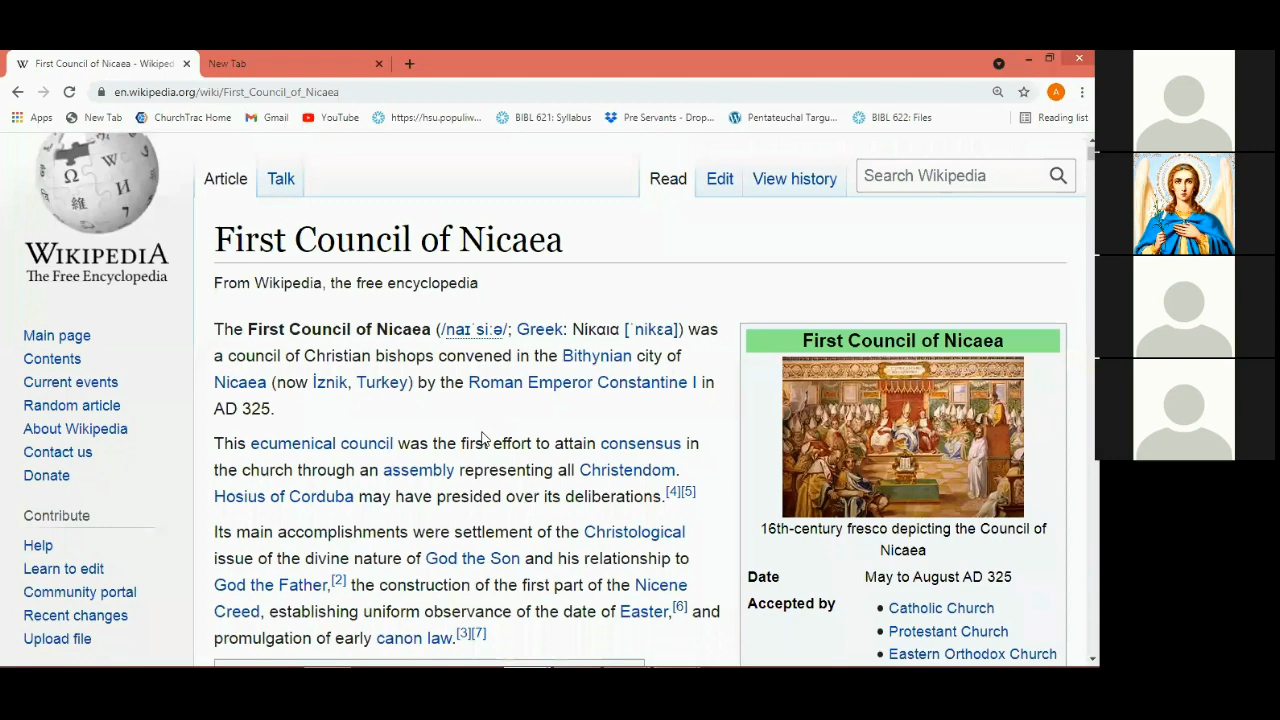 First Council of Nicaea - Wikiped
New Tab
en.wikipedia.org/wiki/First_Council_of_Nicaea
A
Apps New Tab ChurchTrac Home Gmail YouTube https://hsu.populiw... BIBL 621: Syllabus Pre Servants - Drop... Pentateuchal Targu... BIBL 622: Files Reading list
WIKIPEDIA
The Free Encyclopedia
Main page
Contents
Current events
Random article
About Wikipedia
Contact us
Donate
Contribute
Help
Learn to edit
Community portal
Recent changes
Upload file
Article Talk Read Edit View history Search Wikipedia
First Council of Nicaea
From Wikipedia, the free encyclopedia
The First Council of Nicaea (/naɪˈsiːə/; Greek: Νίκαια [ˈnikɛa]) was
a council of Christian bishops convened in the Bithynian city of
Nicaea (now İznik, Turkey) by the Roman Emperor Constantine I in
AD 325.
This ecumenical council was the first effort to attain consensus in
the church through an assembly representing all Christendom.
Hosius of Corduba may have presided over its deliberations.[4][5]
Its main accomplishments were settlement of the Christological
issue of the divine nature of God the Son and his relationship to
God the Father,[2] the construction of the first part of the Nicene
Creed, establishing uniform observance of the date of Easter,[6] and
promulgation of early canon law.[3][7]
First Council of Nicaea
16th-century fresco depicting the Council of
Nicaea
Date May to August AD 325
Accepted by • Catholic Church
• Protestant Church
• Eastern Orthodox Church